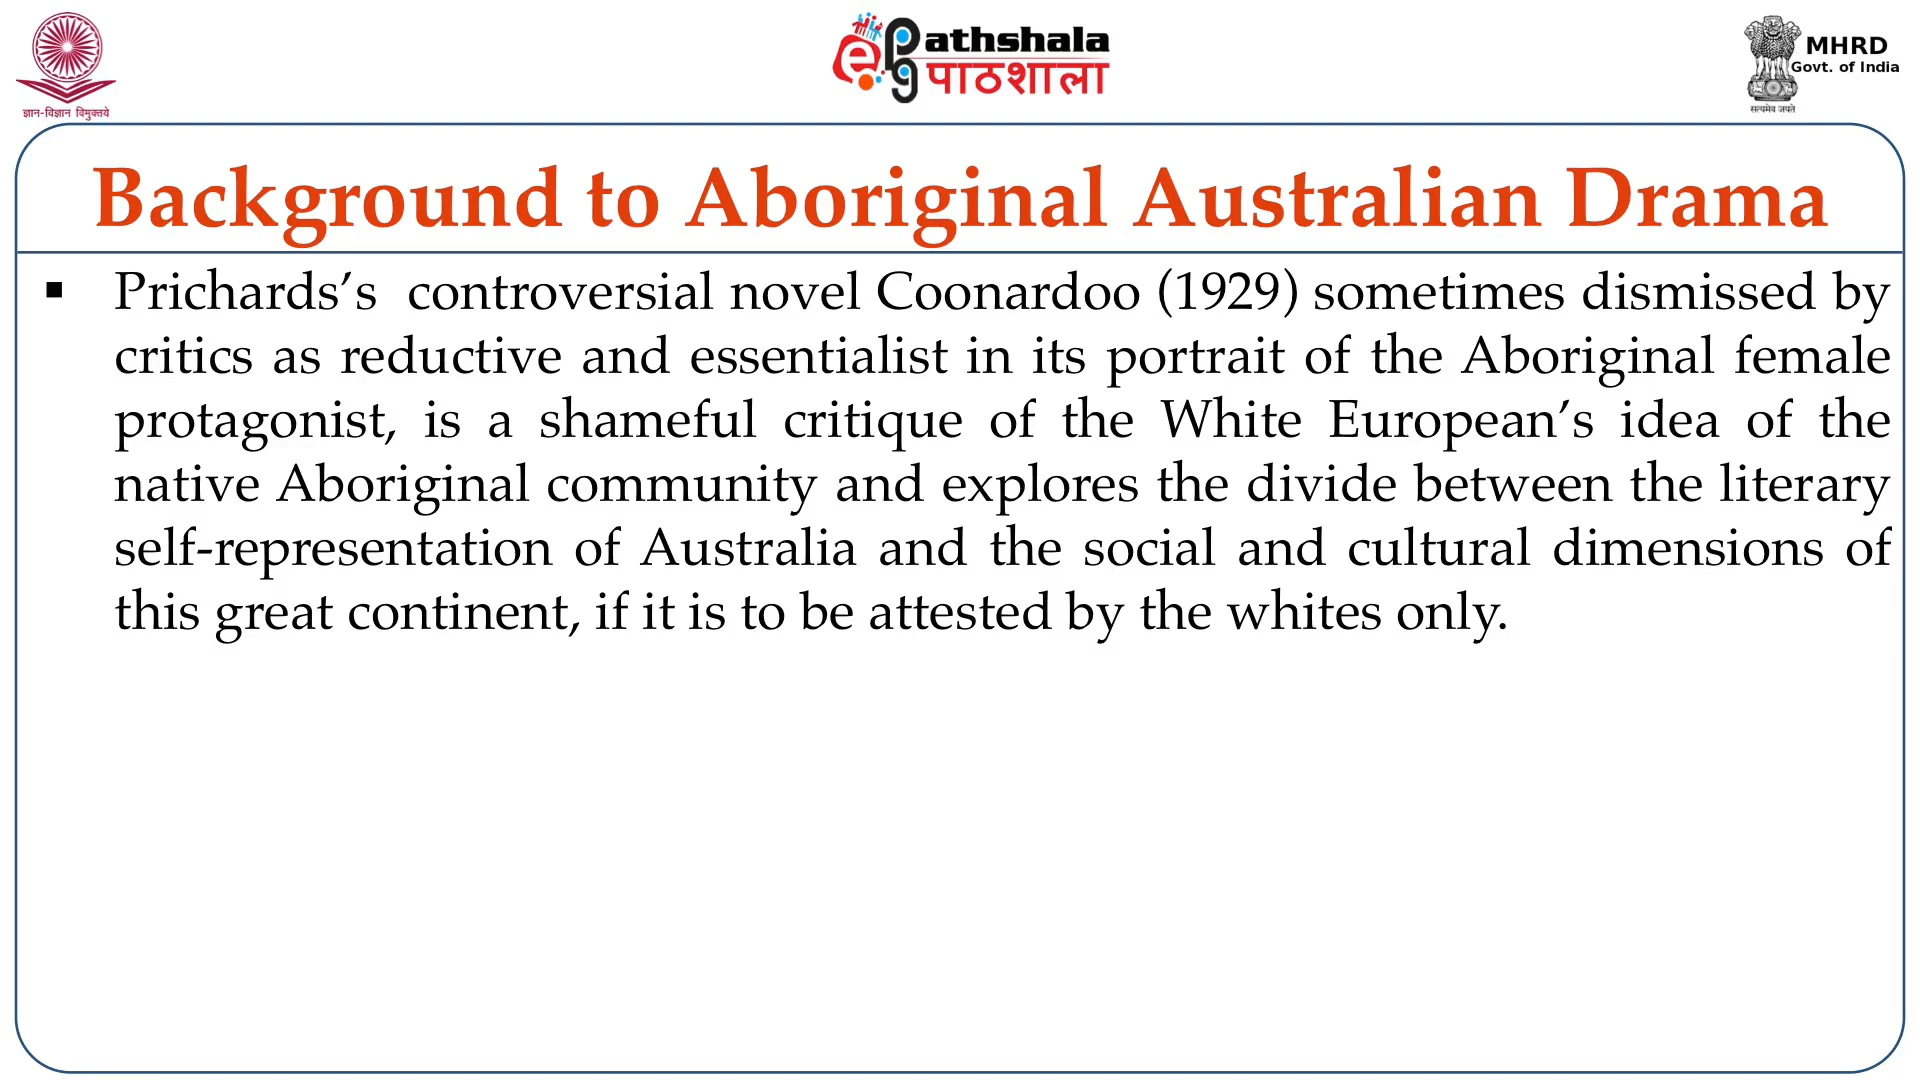 ज्ञान-विज्ञान विमुक्तये
e PG Pathshala
पाठशाला
MHRD
Govt. of India
सत्यमेव जयते
Background to Aboriginal Australian Drama
▪ Prichards’s controversial novel Coonardoo (1929) sometimes dismissed by
critics as reductive and essentialist in its portrait of the Aboriginal female
protagonist, is a shameful critique of the White European’s idea of the
native Aboriginal community and explores the divide between the literary
self-representation of Australia and the social and cultural dimensions of
this great continent, if it is to be attested by the whites only.